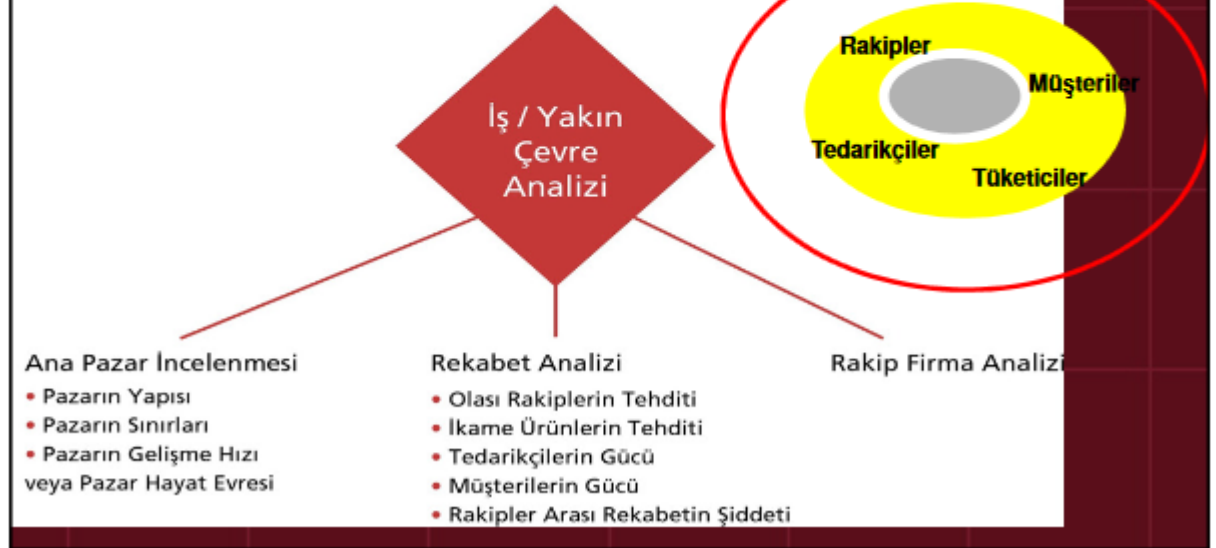 Rakipler
Müşteriler
Tedarikçiler
Tüketiciler
İş / Yakın
Çevre
Analizi
Ana Pazar İncelenmesi
• Pazarın Yapısı
• Pazarın Sınırları
• Pazarın Gelişme Hızı
veya Pazar Hayat Evresi
Rekabet Analizi
• Olası Rakiplerin Tehditi
• İkame Ürünlerin Tehditi
• Tedarikçilerin Gücü
• Müşterilerin Gücü
• Rakipler Arası Rekabetin Şiddeti
Rakip Firma Analizi